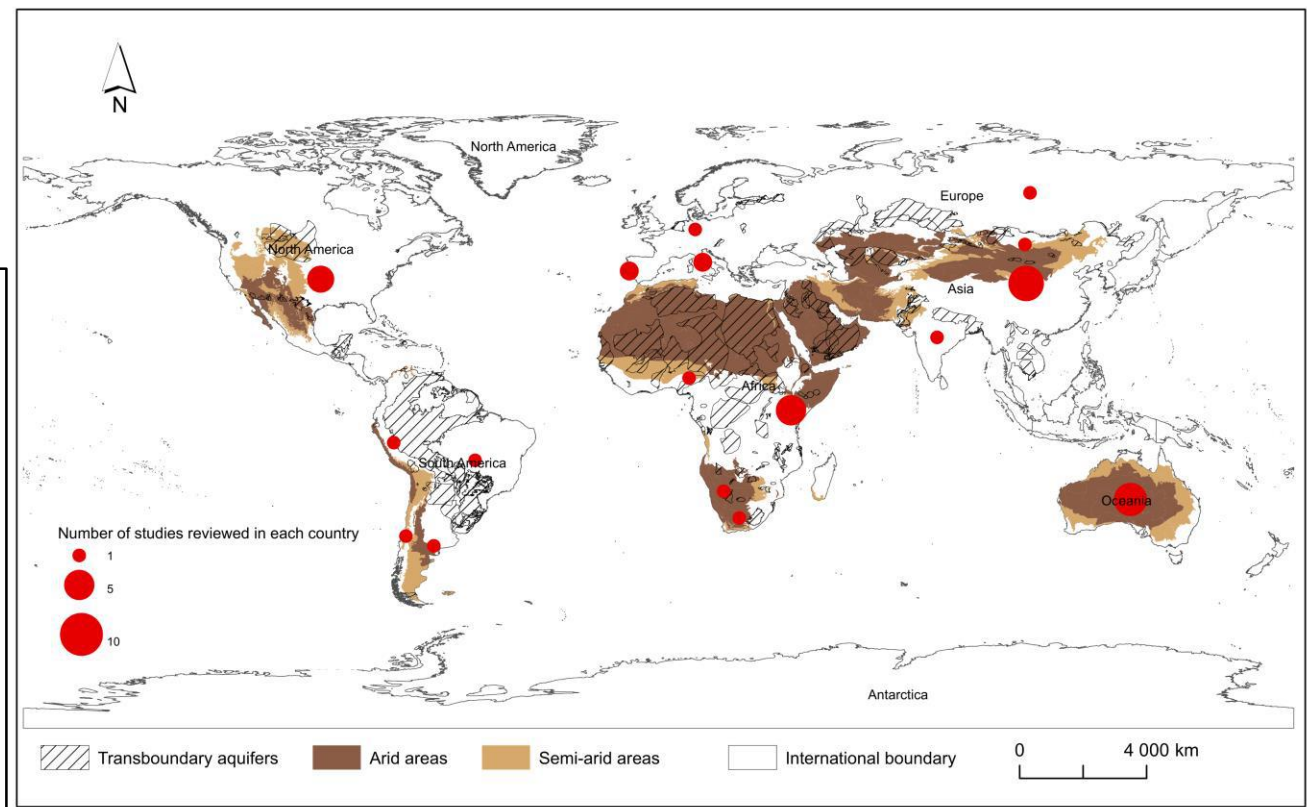 N
North America
Europe
North America
Asia
Africa
South America
Oceania
Number of studies reviewed in each country
1
5
10
Antarctica
Transboundary aquifers
Arid areas
Semi-arid areas
International boundary
0 4 000 km